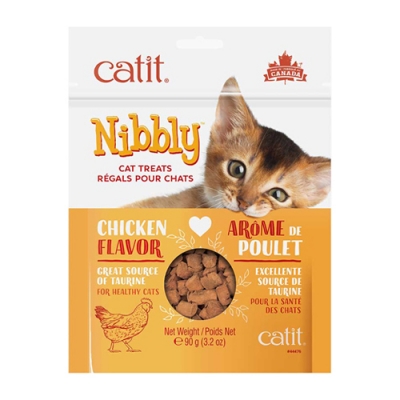 catit®
CANADA
Nibbly™
CAT TREATS
RÉGALS POUR CHATS
CHICKEN
FLAVOR
GREAT SOURCE
OF TAURINE
FOR HEALTHY CATS
ARÔME DE
POULET
EXCELLENTE
SOURCE DE
TAURINE
POUR LA SANTÉ
DES CHATS
Net Weight / Poids Net
℮ 90 g (3.2 oz)
catit®